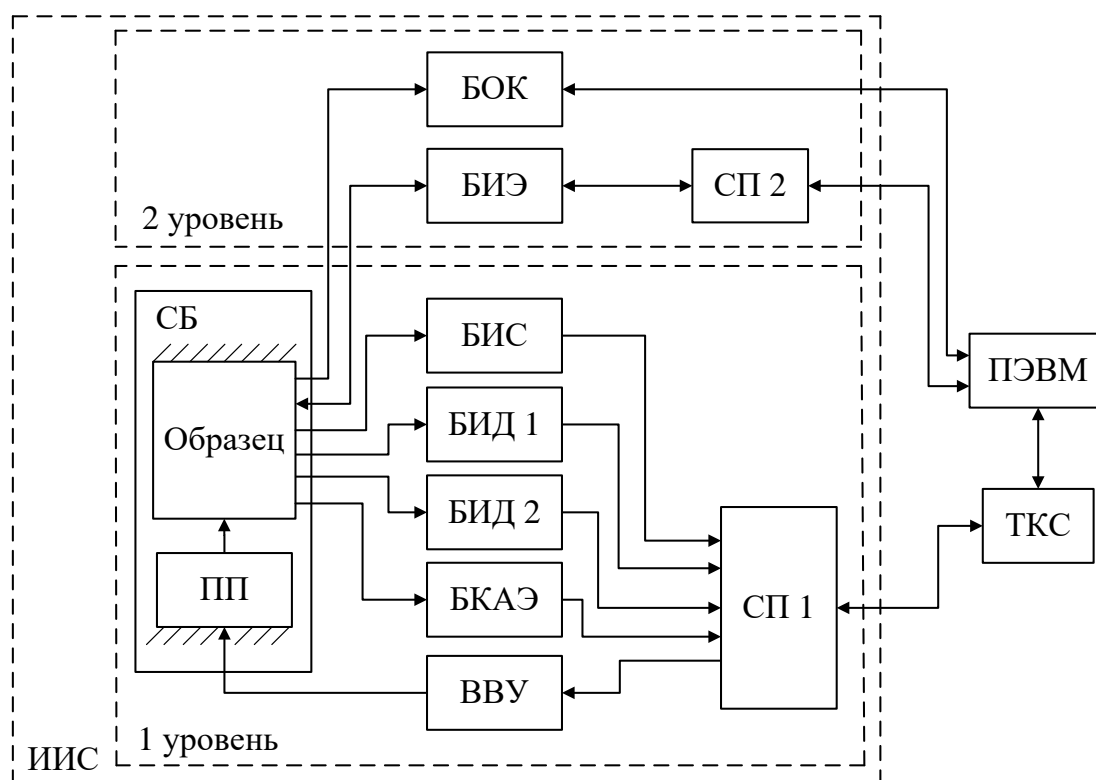 БОК
БИЭ
СП 2
2 уровень
СБ
БИС
ПЭВМ
БИД 1
Образец
БИД 2
ТКС
ПП
БКАЭ
СП 1
ВВУ
1 уровень
ИИС